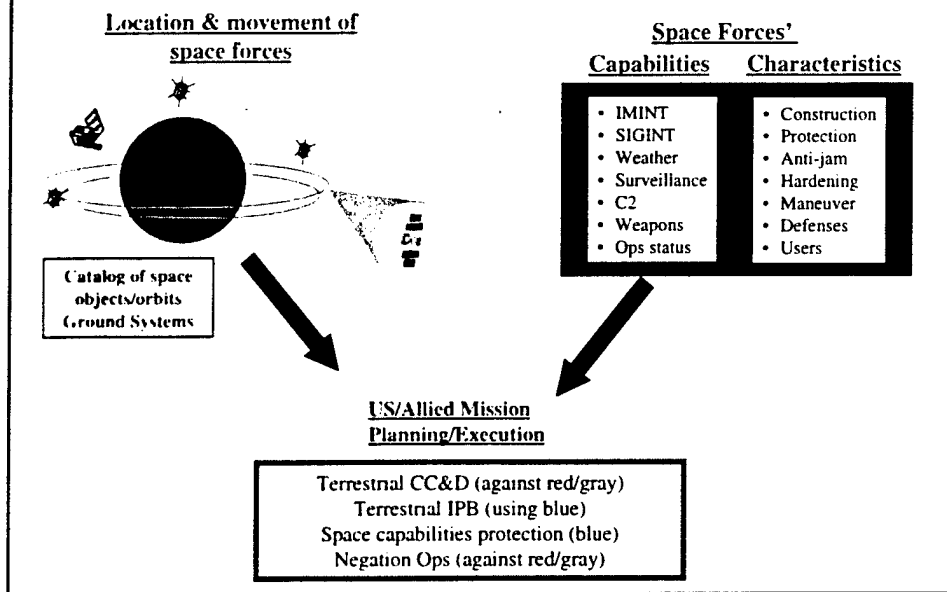 Location & movement of
space forces
Space Forces'
Capabilities
Characteristics
• IMINT
• SIGINT
• Weather
• Surveillance
• C2
• Weapons
• Ops status
• Construction
• Protection
• Anti-jam
• Hardening
• Maneuver
• Defenses
• Users
Catalog of space
objects/orbits
Ground Systems
US/Allied Mission
Planning/Execution
Terrestrial CC&D (against red/gray)
Terrestrial IPB (using blue)
Space capabilities protection (blue)
Negation Ops (against red/gray)